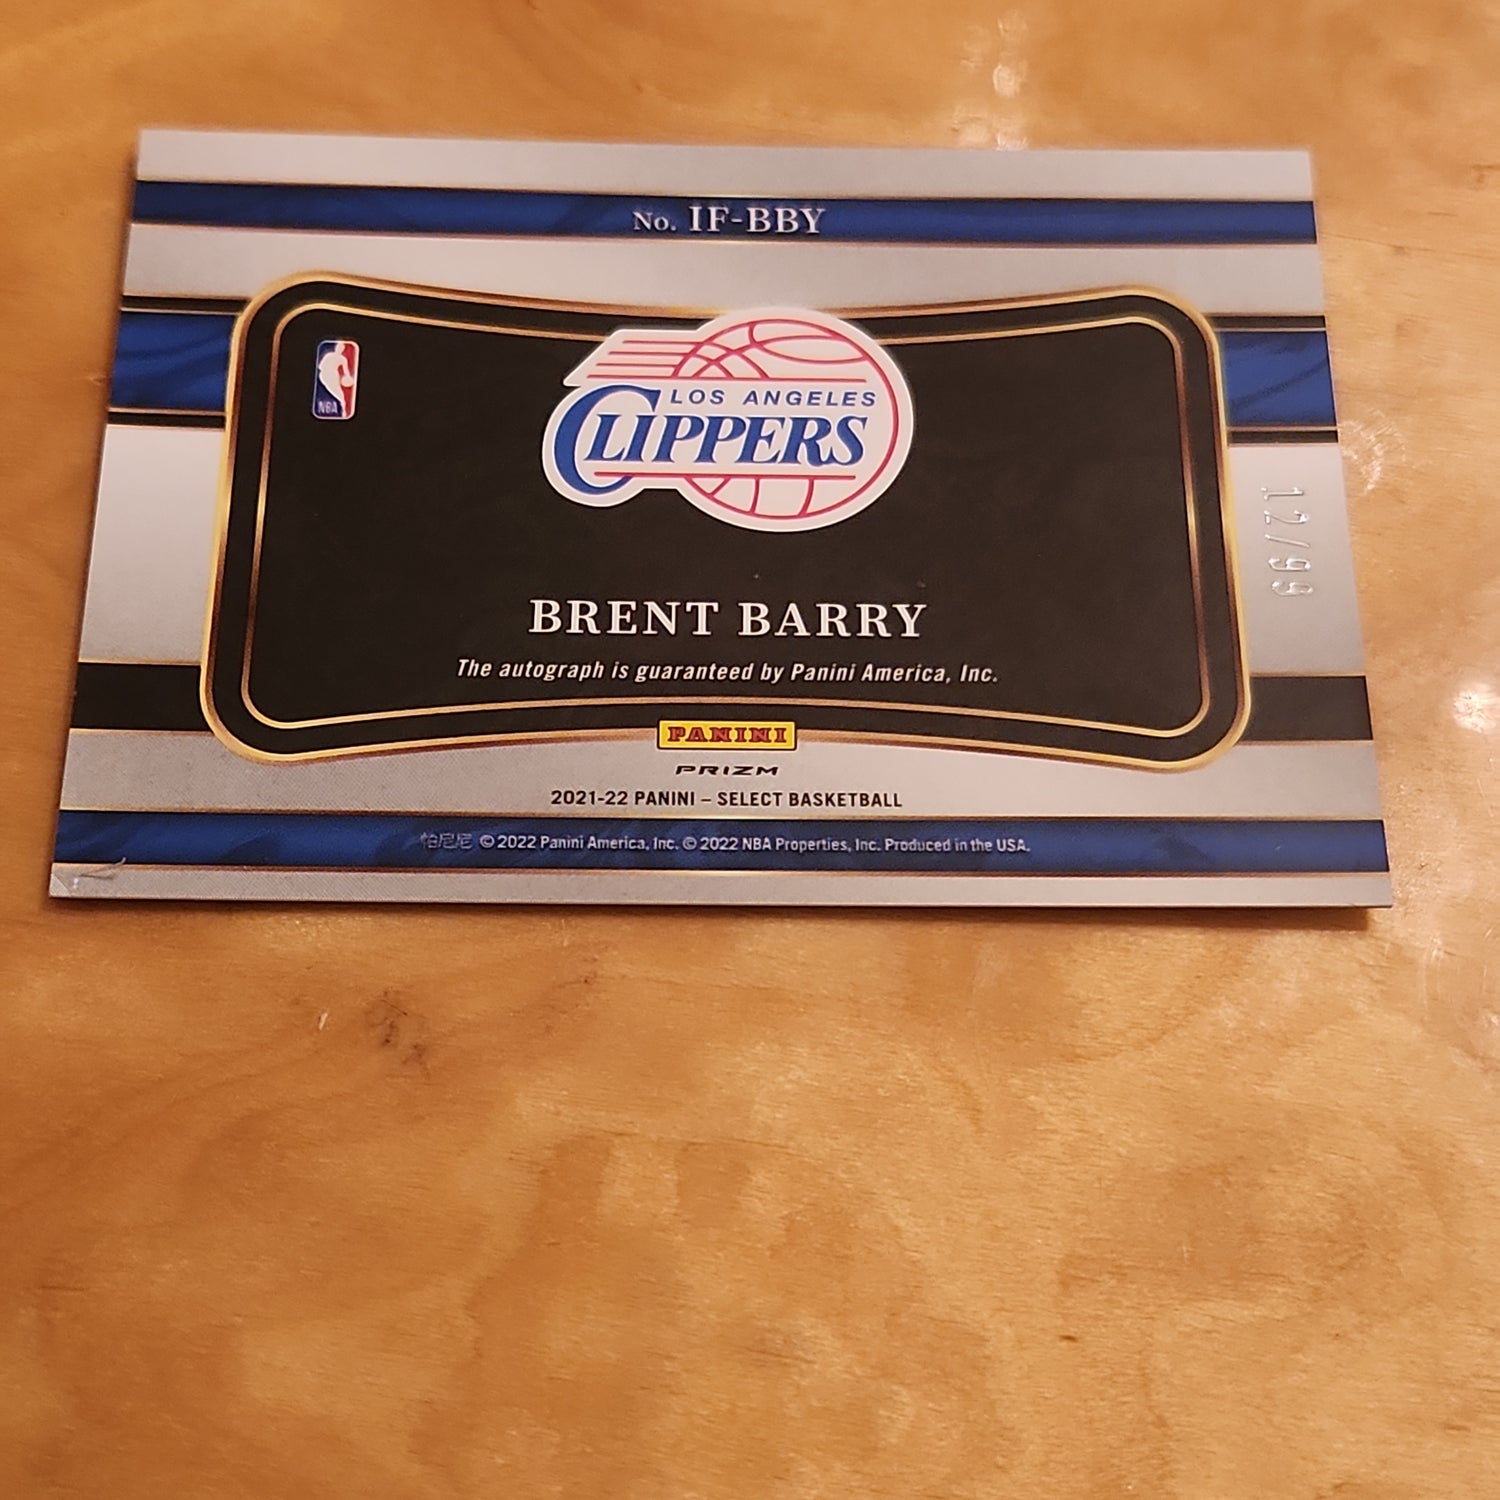 No. IF-BBY
NBA
LOS ANGELES
CLIPPERS
12/99
BRENT BARRY
The autograph is guaranteed by Panini America, Inc.
PANINI
PRIZM
2021-22 PANINI – SELECT BASKETBALL
帕尼尼 © 2022 Panini America, Inc. © 2022 NBA Properties, Inc. Produced in the USA.